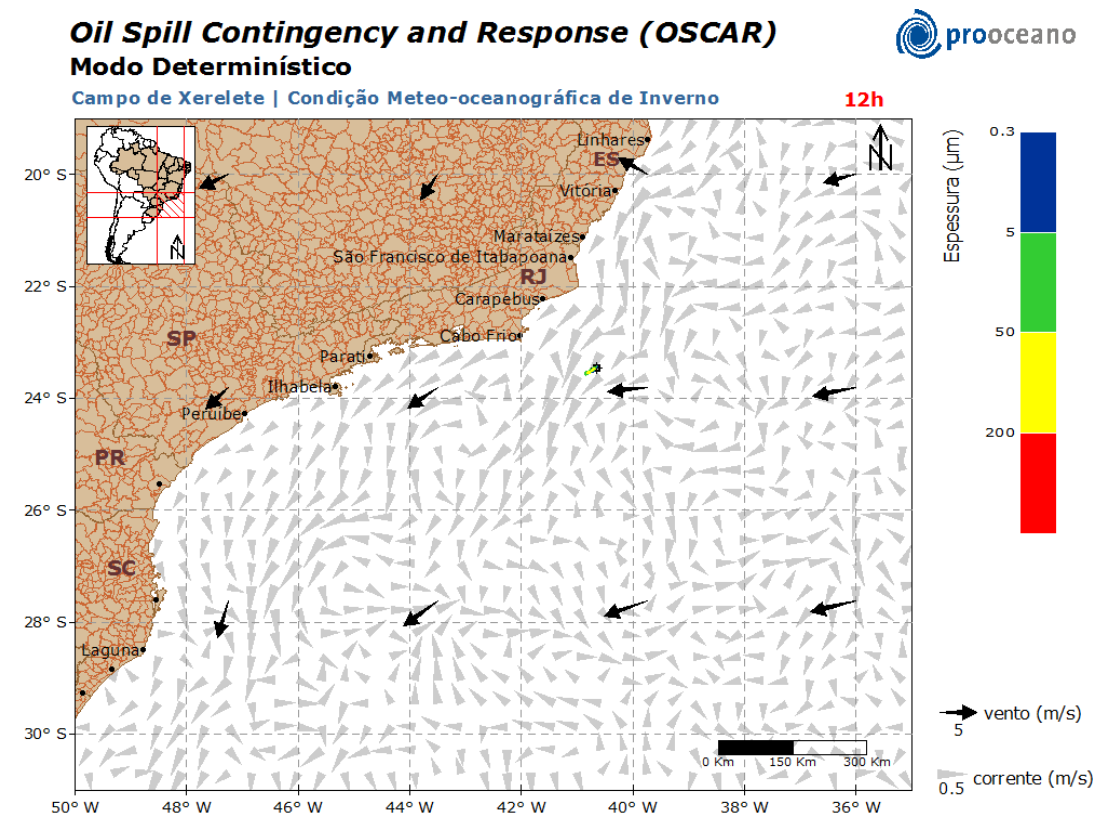 Oil Spill Contingency and Response (OSCAR)
prooceano
Modo Determinístico
Campo de Xerelete | Condição Meteo-oceanográfica de Inverno
12h
Espessura (µm)
0.3
5
50
200
N
N
Linhares
ES
Vitória
Marataízes
São Francisco de Itabapoana
RJ
Carapebus
SP
Cabo Frio
Parati
Ilhabela
Peruíbe
PR
SC
Laguna
20° S
22° S
24° S
26° S
28° S
30° S
0 Km
150 Km
300 Km
vento (m/s)
5
corrente (m/s)
0.5
50° W
48° W
46° W
44° W
42° W
40° W
38° W
36° W